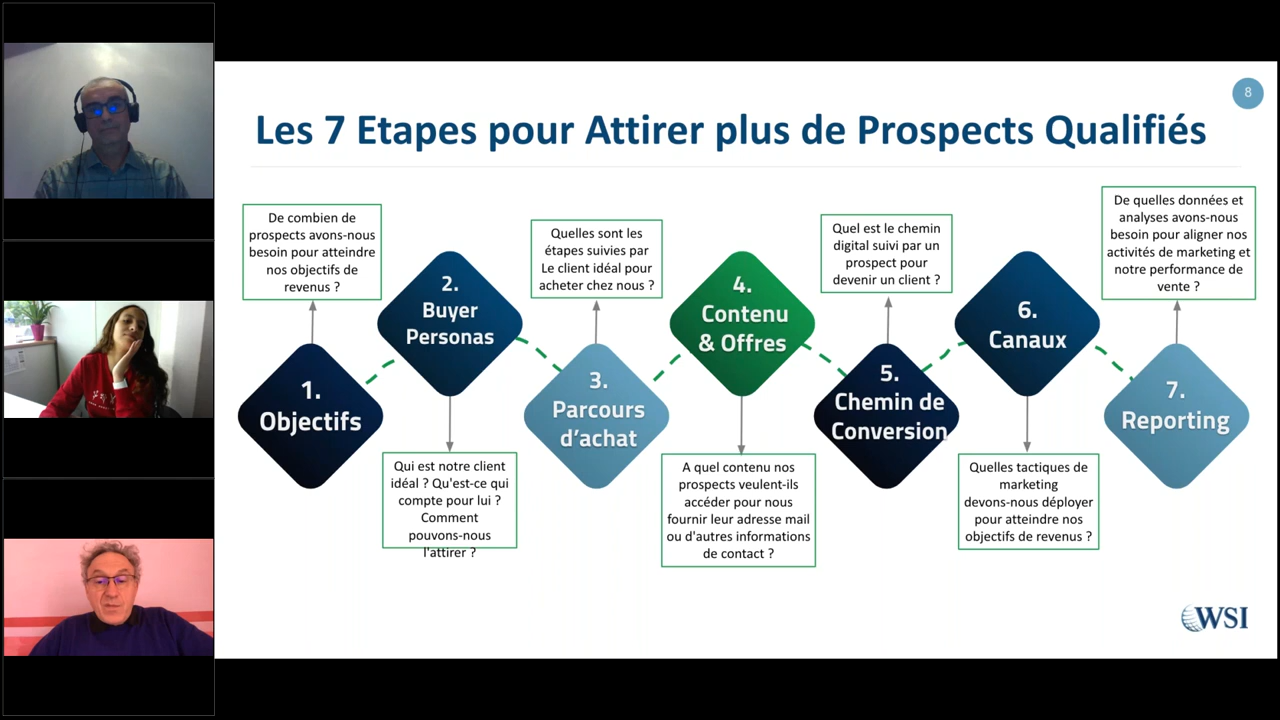 8
Les 7 Etapes pour Attirer plus de Prospects Qualifiés
De combien de
prospects avons-nous
besoin pour atteindre
nos objectifs de
revenus ?
1.
Objectifs
2.
Buyer
Personas
Qui est notre client
idéal ? Qu'est-ce qui
compte pour lui ?
Comment
pouvons-nous
l'attirer ?
Quelles sont les
étapes suivies par
Le client idéal pour
acheter chez nous ?
3.
Parcours
d'achat
4.
Contenu
& Offres
A quel contenu nos
prospects veulent-ils
accéder pour nous
fournir leur adresse mail
ou d'autres informations
de contact ?
Quel est le chemin
digital suivi par un
prospect pour
devenir un client ?
5.
Chemin de
Conversion
6.
Canaux
Quelles tactiques de
marketing
devons-nous déployer
pour atteindre nos
objectifs de revenus ?
De quelles données et
analyses avons-nous
besoin pour aligner nos
activités de marketing et
notre performance de
vente ?
7.
Reporting
WSI